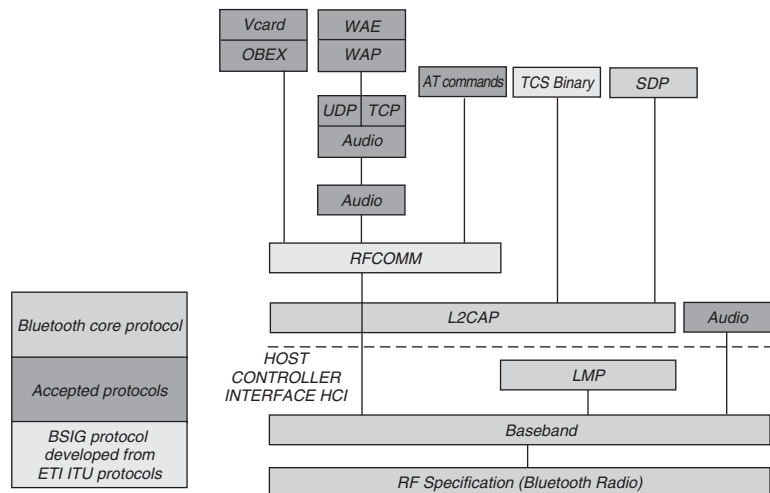 Vcard
OBEX
WAE
WAP
AT commands
TCS Binary
SDP
UDP TCP
Audio
Audio
RFCOMM
L2CAP
Audio
HOST
CONTROLLER
INTERFACE HCI
LMP
Baseband
RF Specification (Bluetooth Radio)
Bluetooth core protocol
Accepted protocols
BSIG protocol
developed from
ETI ITU protocols